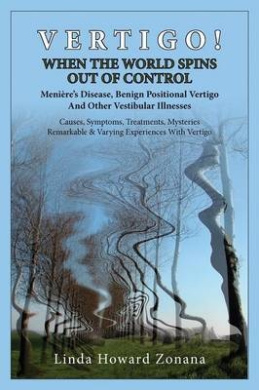 VERTIGO!
WHEN THE WORLD SPINS
OUT OF CONTROL
Menière's Disease, Benign Positional Vertigo
And Other Vestibular Illnesses
Causes, Symptoms, Treatments, Mysteries
Remarkable & Varying Experiences With Vertigo
Linda Howard Zonana